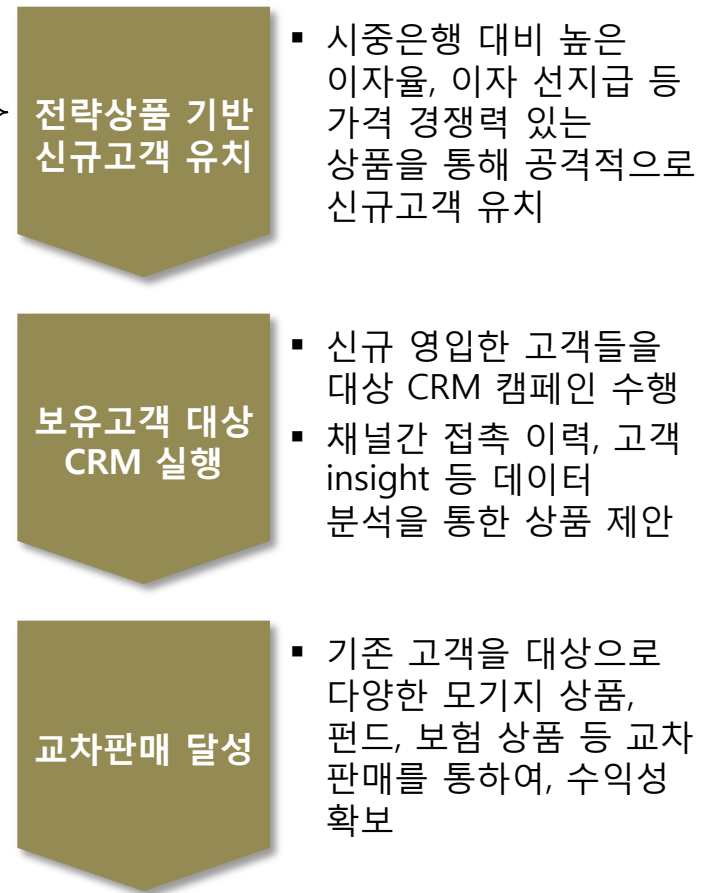 전략상품 기반
신규고객 유치
▪ 시중은행 대비 높은
이자율, 이자 선지급 등
가격 경쟁력 있는
상품을 통해 공격적으로
신규고객 유치
보유고객 대상
CRM 실행
▪ 신규 영입한 고객들을
대상 CRM 캠페인 수행
▪ 채널간 접촉 이력, 고객
insight 등 데이터
분석을 통한 상품 제안
교차판매 달성
▪ 기존 고객을 대상으로
다양한 모기지 상품,
펀드, 보험 상품 등 교차
판매를 통하여, 수익성
확보